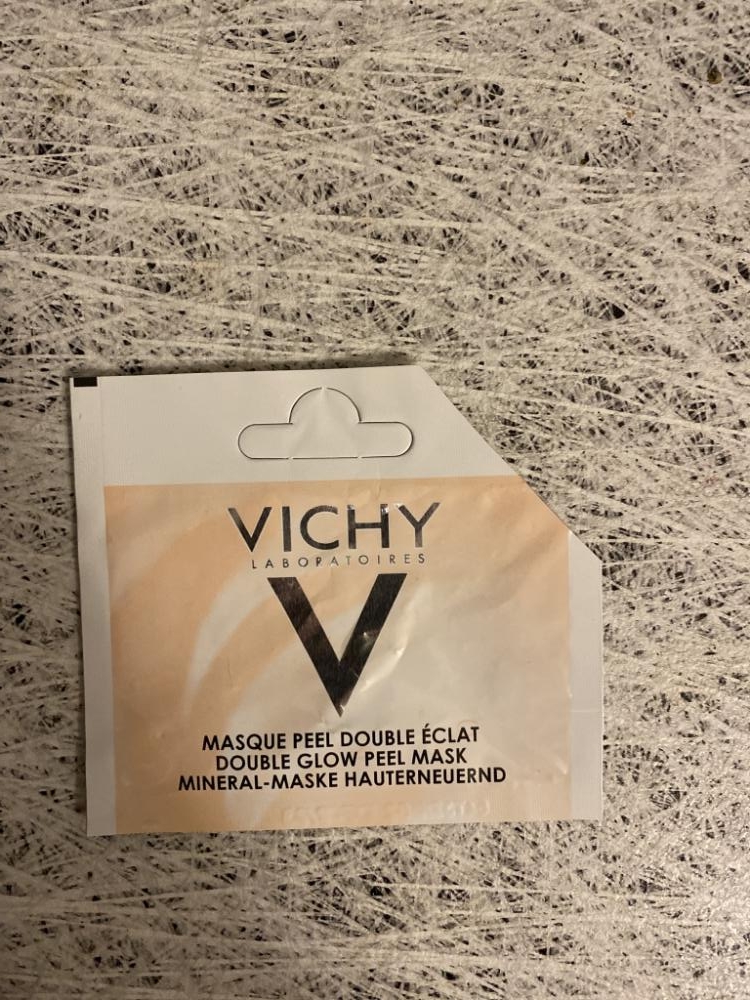 VICHY
LABORATOIRES
V
MASQUE PEEL DOUBLE ÉCLAT
DOUBLE GLOW PEEL MASK
MINERAL-MASKE HAUTERNEUERND